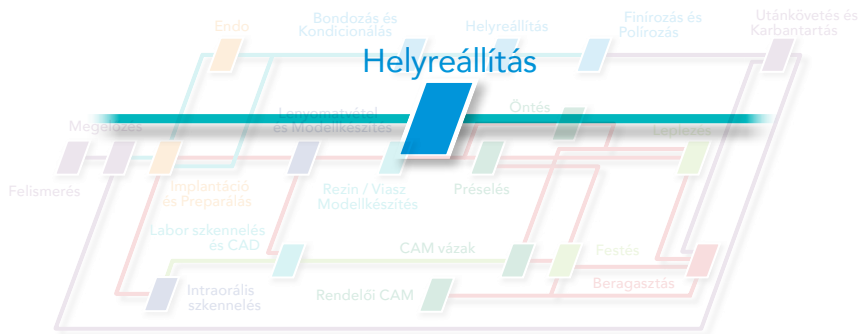 Endo
Bondozás és
Kondicionálás
Helyreállítás
Finírozás és
Polírozás
Utánkövetés és
Karbantartás
Helyreállítás
Megelőzés
Lenyomatvétel
és Modellkészítés
Öntés
Leplezés
Felismerés
Implantáció
és Preparálás
Rezin / Viasz
Modellkészítés
Préselés
Labor szkennelés
és CAD
CAM vázak
Festés
Intraorális
szkennelés
Rendelői CAM
Beragasztás